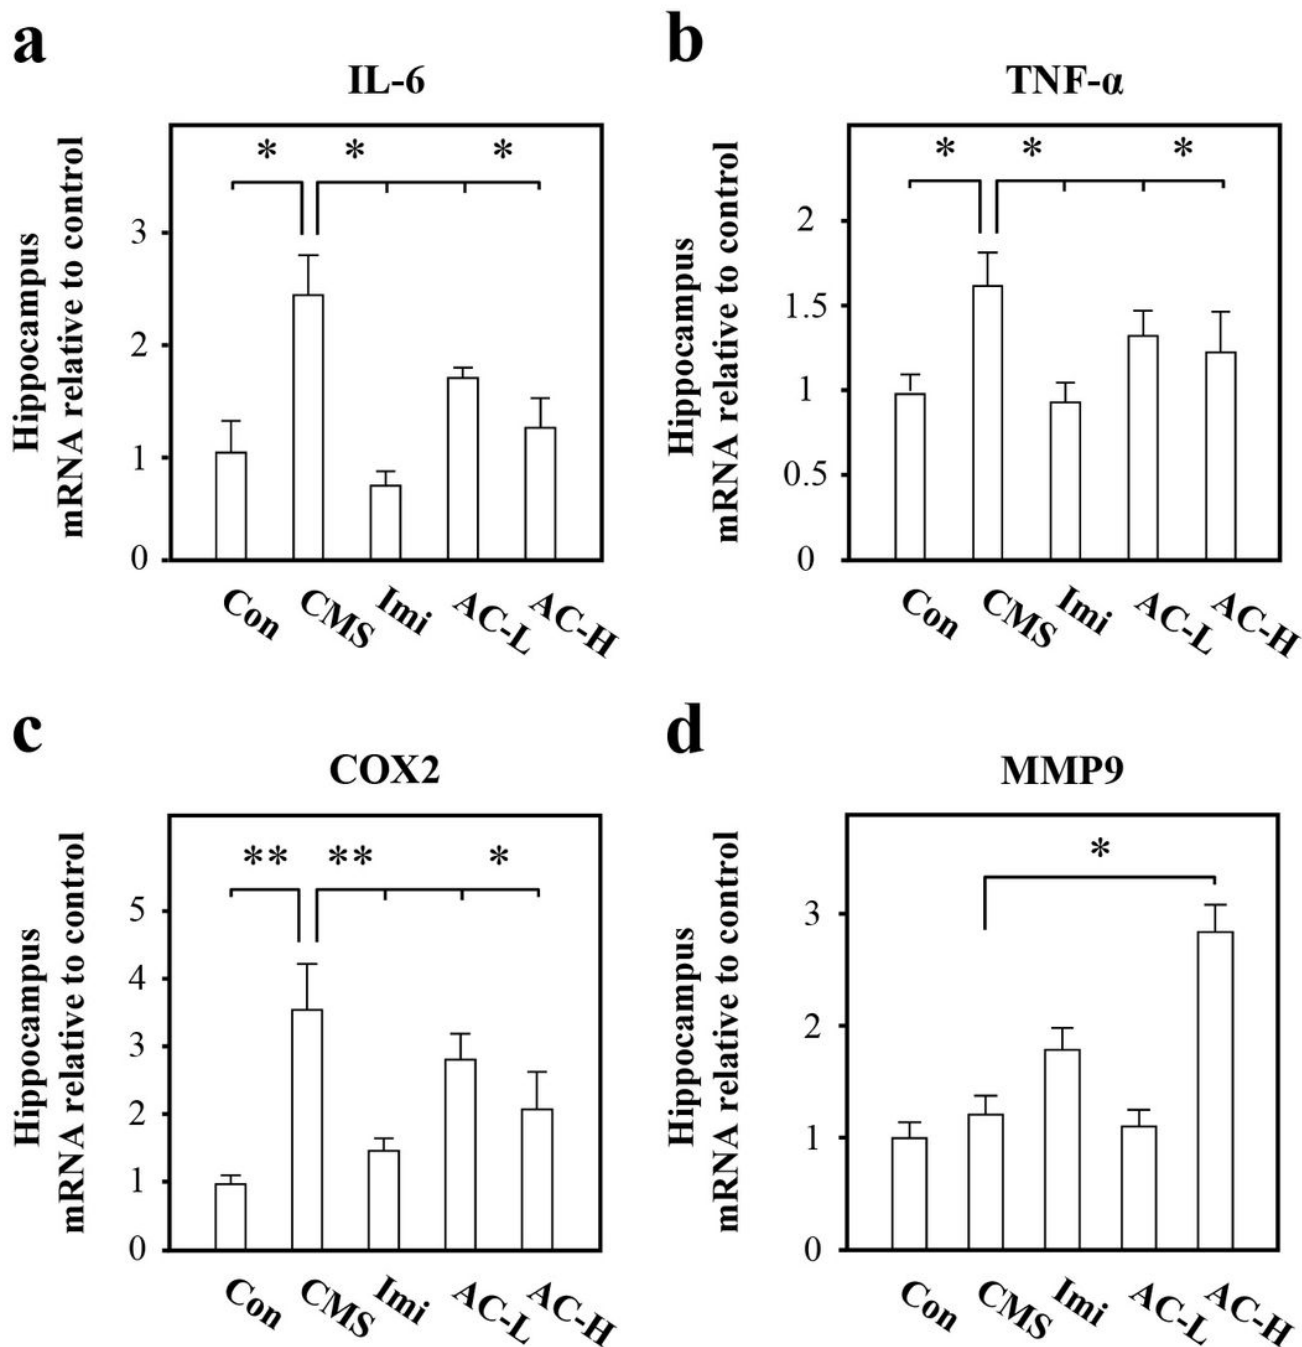 a
IL-6
Hippocampus
mRNA relative to control
* * *
3
2
1
0
Con CMS Imi AC-L AC-H
b
TNF-α
Hippocampus
mRNA relative to control
* * *
2
1.5
1
0.5
0
Con CMS Imi AC-L AC-H
c
COX2
Hippocampus
mRNA relative to control
** ** *
5
4
3
2
1
0
Con CMS Imi AC-L AC-H
d
MMP9
Hippocampus
mRNA relative to control
*
3
2
1
0
Con CMS Imi AC-L AC-H